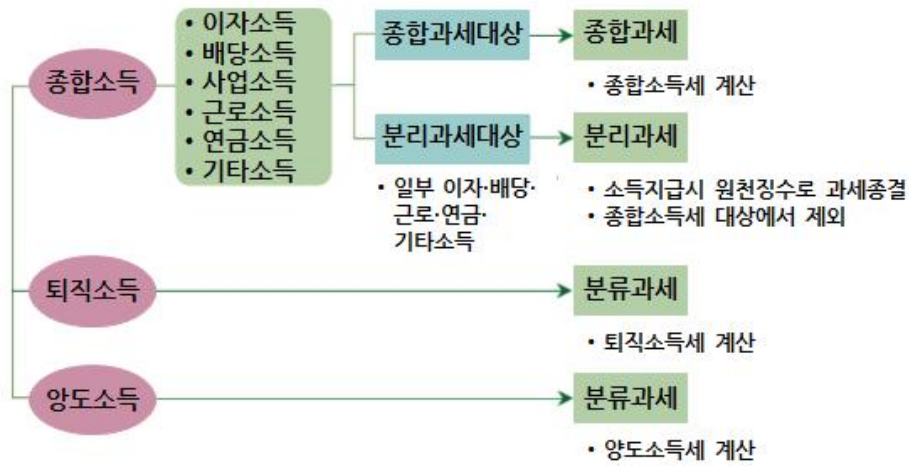 • 이자소득
• 배당소득
• 사업소득
• 근로소득
• 연금소득
• 기타소득
종합소득
종합과세대상
종합과세
• 종합소득세 계산
분리과세대상
분리과세
• 일부 이자·배당·
근로·연금·
기타소득
• 소득지급시 원천징수로 과세종결
• 종합소득세 대상에서 제외
퇴직소득
분류과세
• 퇴직소득세 계산
앙도소득
분류과세
• 양도소득세 계산